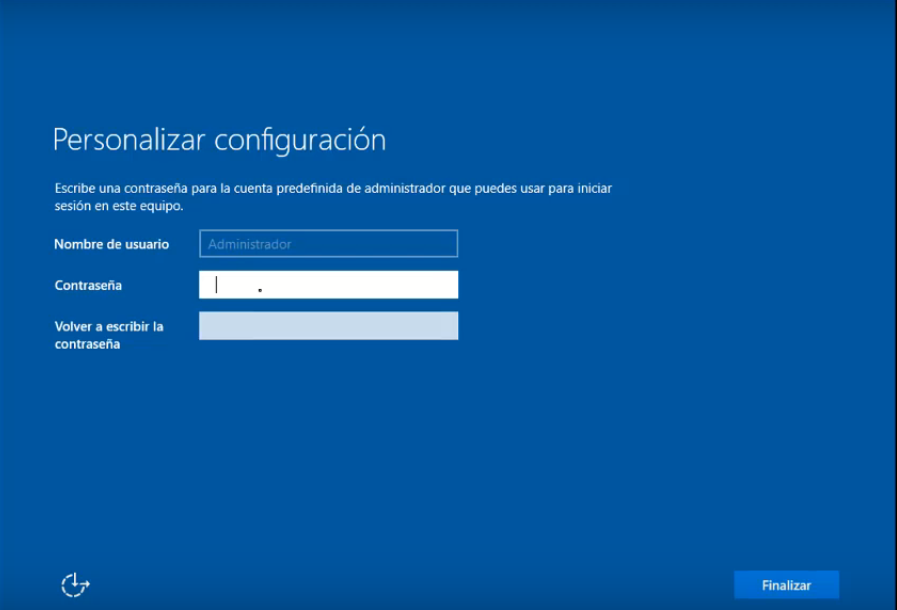 Personalizar configuración
Escribe una contraseña para la cuenta predefinida de administrador que puedes usar para iniciar
sesión en este equipo.
Nombre de usuario
Administrador
Contraseña
Volver a escribir la
contraseña
Finalizar